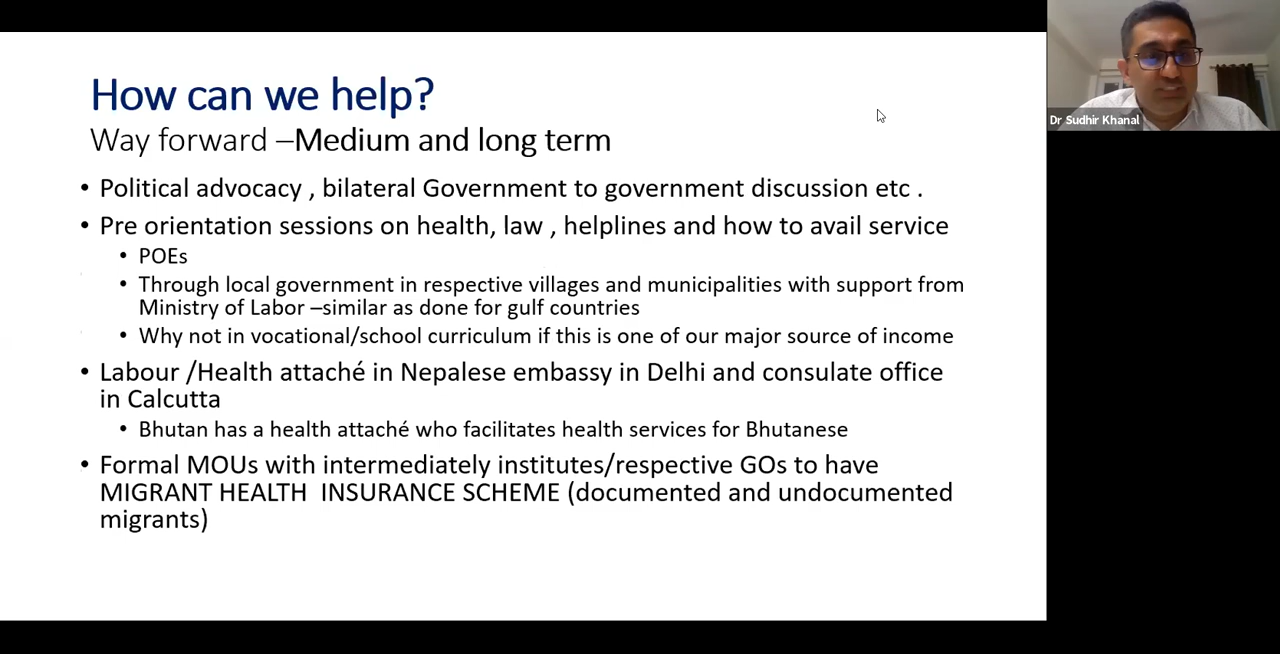 How can we help?
Way forward –Medium and long term
• Political advocacy , bilateral Government to government discussion etc .
• Pre orientation sessions on health, law , helplines and how to avail service
• POEs
• Through local government in respective villages and municipalities with support from
Ministry of Labor –similar as done for gulf countries
• Why not in vocational/school curriculum if this is one of our major source of income
• Labour /Health attaché in Nepalese embassy in Delhi and consulate office
in Calcutta
• Bhutan has a health attaché who facilitates health services for Bhutanese
• Formal MOUs with intermediately institutes/respective GOs to have
MIGRANT HEALTH  INSURANCE SCHEME (documented and undocumented
migrants)
Dr Sudhir Khanal